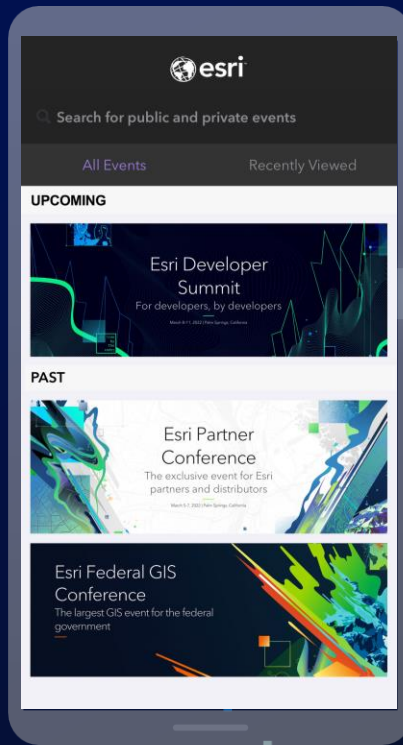 esri
Search for public and private events
All Events
Recently Viewed
UPCOMING
Esri Developer
Summit
For developers, by developers
PAST
Esri Partner
Conference
The exclusive event for Esri
partners and distributors
Esri Federal GIS
Conference
The largest GIS event for the federal
government